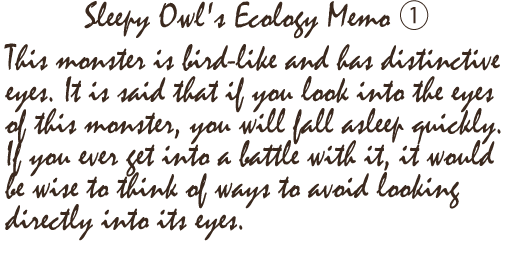 Sleepy Owl's Ecology Memo ①
This monster is bird-like and has distinctive
eyes. It is said that if you look into the eyes
of this monster, you will fall asleep quickly.
If you ever get into a battle with it, it would
be wise to think of ways to avoid looking
directly into its eyes.